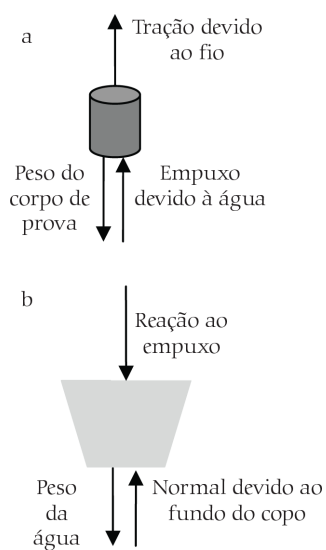 a
Tração devido
ao fio
Peso do
corpo de
prova
Empuxo
devido à água
b
Reação ao
empuxo
Peso
da
água
Normal devido ao
fundo do copo